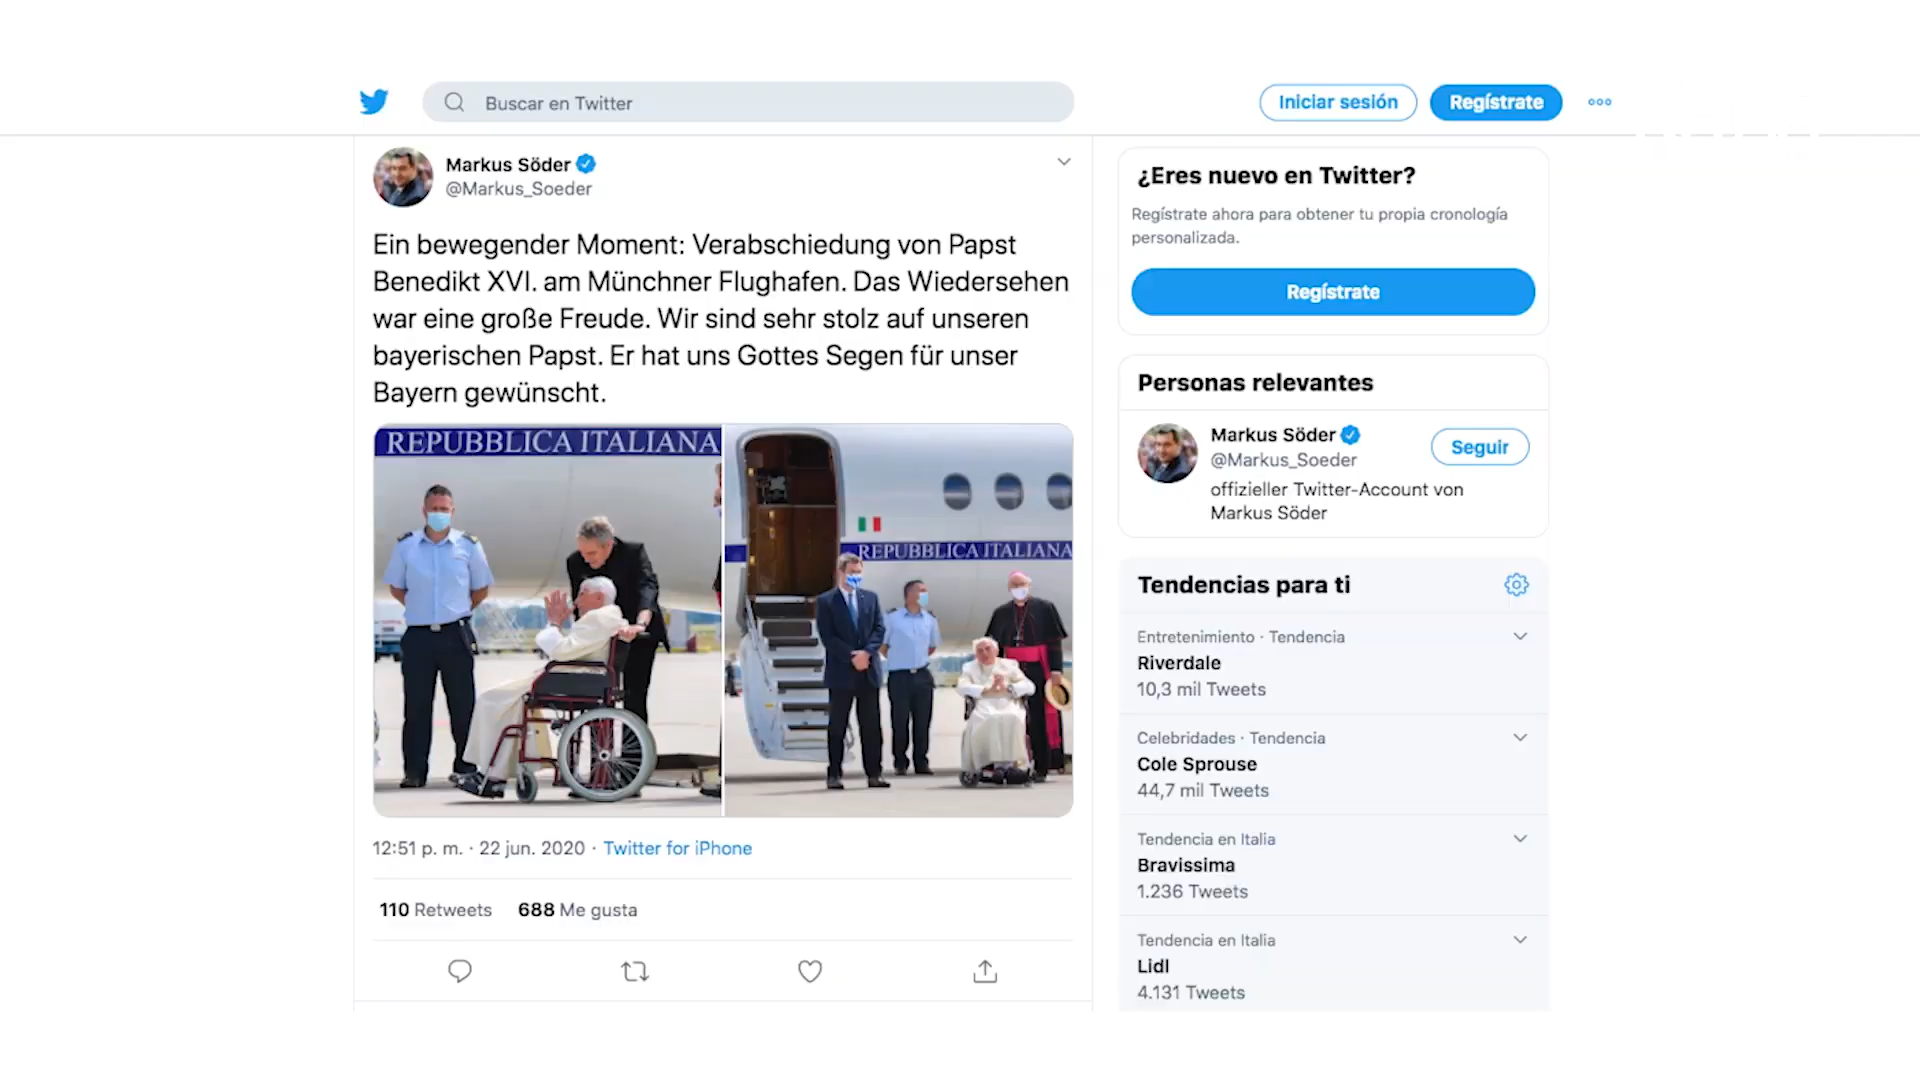 Buscar en Twitter
Iniciar sesión
Regístrate
Markus Söder
@Markus_Soeder
Ein bewegender Moment: Verabschiedung von Papst
Benedikt XVI. am Münchner Flughafen. Das Wiedersehen
war eine große Freude. Wir sind sehr stolz auf unseren
bayerischen Papst. Er hat uns Gottes Segen für unser
Bayern gewünscht.
REPUBBLICA ITALIANA
REPUBBLICA ITALIANA
12:51 p. m. · 22 jun. 2020 · Twitter for iPhone
110 Retweets 688 Me gusta
¿Eres nuevo en Twitter?
Regístrate ahora para obtener tu propia cronología
personalizada.
Regístrate
Personas relevantes
Markus Söder
@Markus_Soeder
Seguir
offizieller Twitter-Account von
Markus Söder
Tendencias para ti
Entretenimiento · Tendencia
Riverdale
10,3 mil Tweets
Celebridades · Tendencia
Cole Sprouse
44,7 mil Tweets
Tendencia en Italia
Bravissima
1.236 Tweets
Tendencia en Italia
Lidl
4.131 Tweets